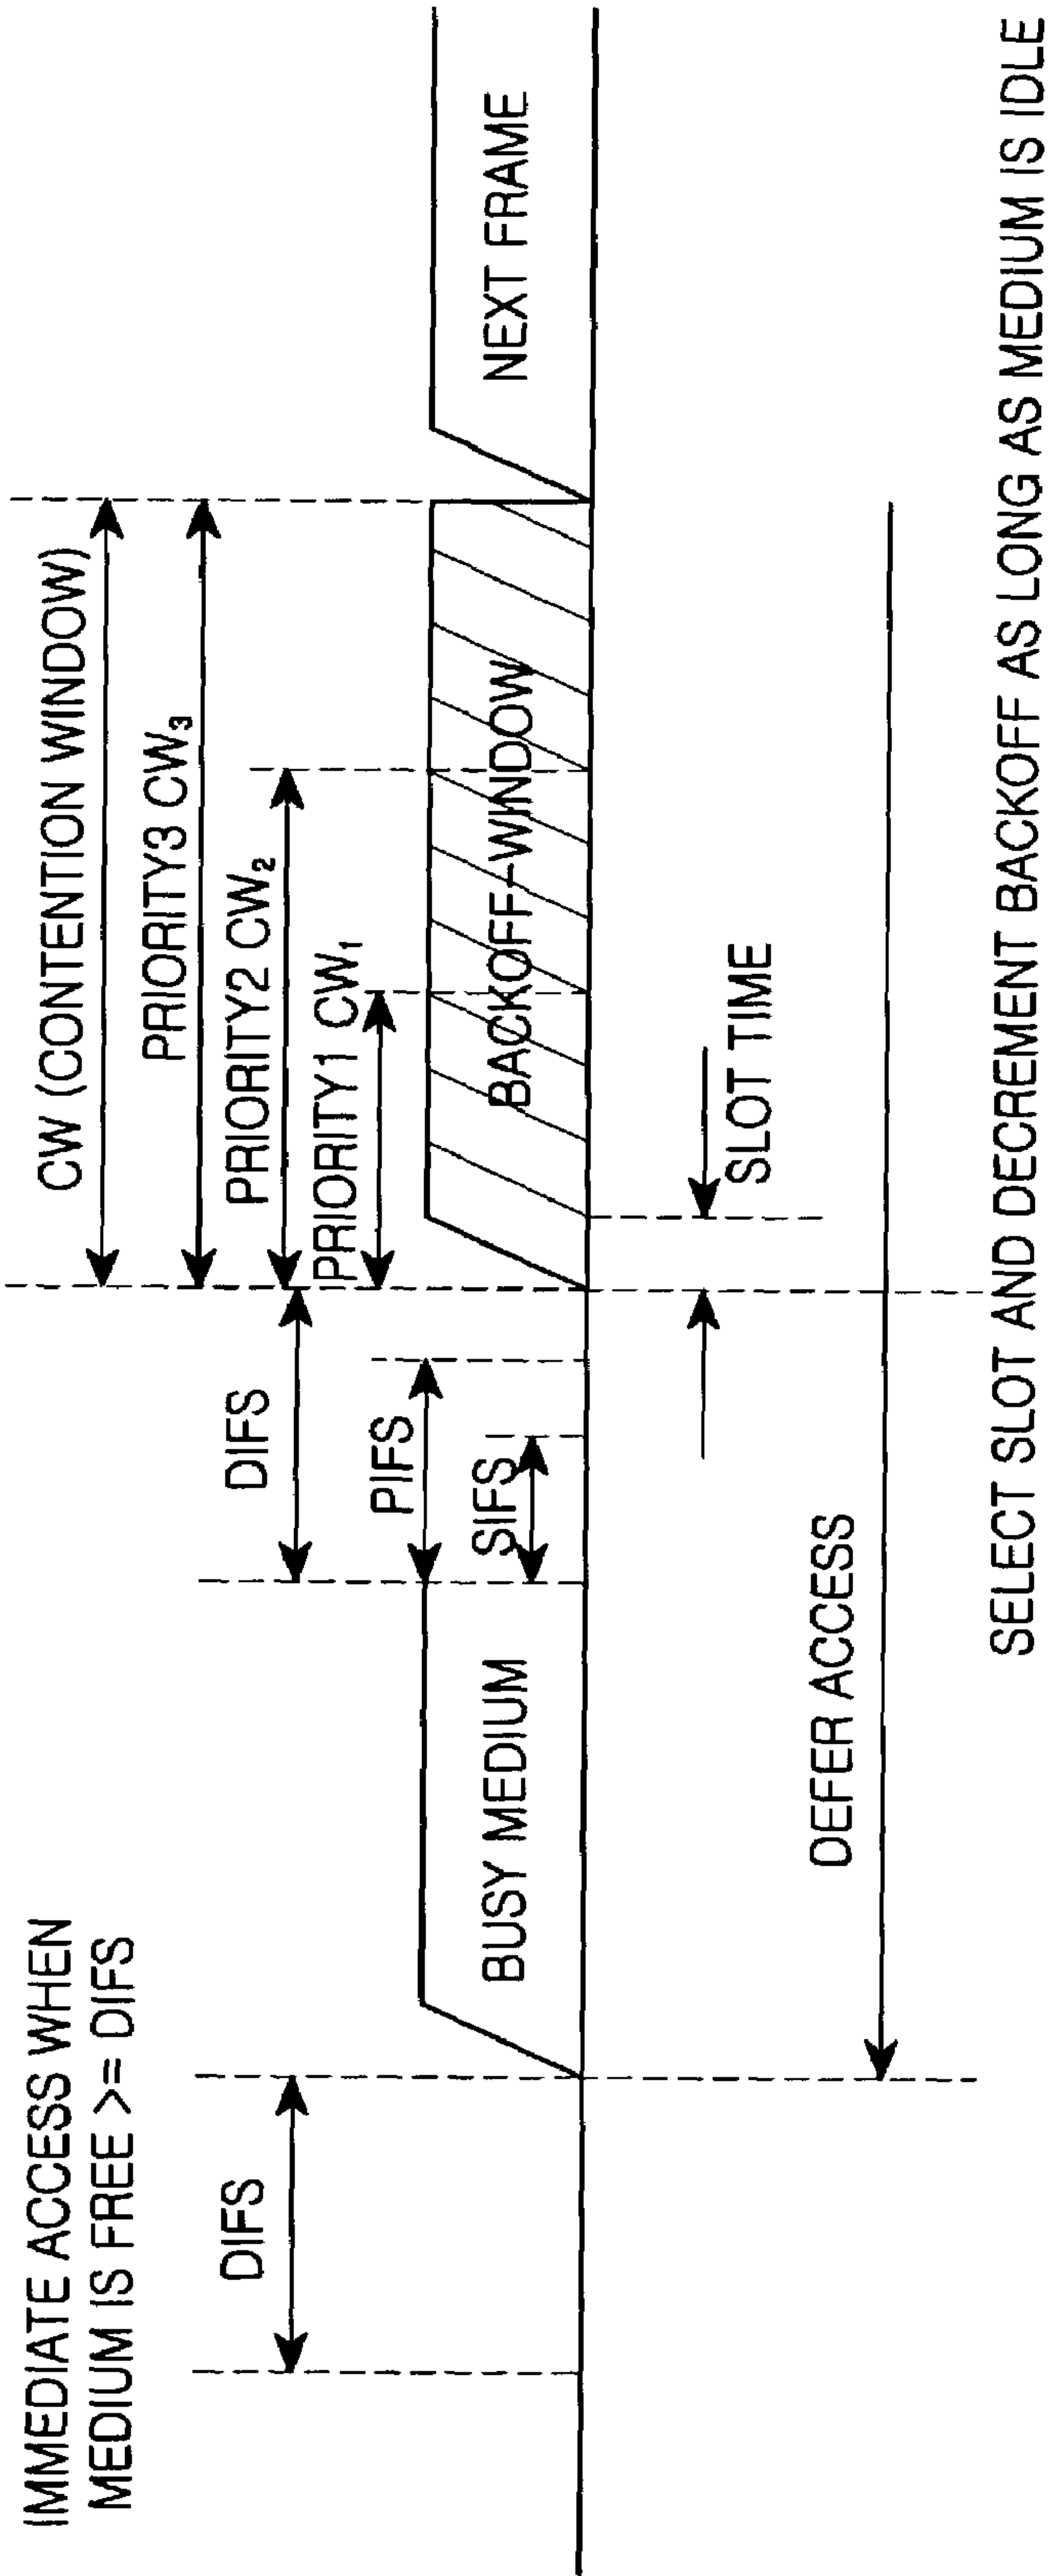 IMMEDIATE ACCESS WHEN
MEDIUM IS FREE >= DIFS
DIFS
BUSY MEDIUM
DIFS
PIFS
SIFS
CW (CONTENTION WINDOW)
PRIORITY3 CW₃
PRIORITY2 CW₂
PRIORITY1 CW₁
BACKOFF-WINDOW
NEXT FRAME
SLOT TIME
DEFER ACCESS
SELECT SLOT AND DECREMENT BACKOFF AS LONG AS MEDIUM IS IDLE